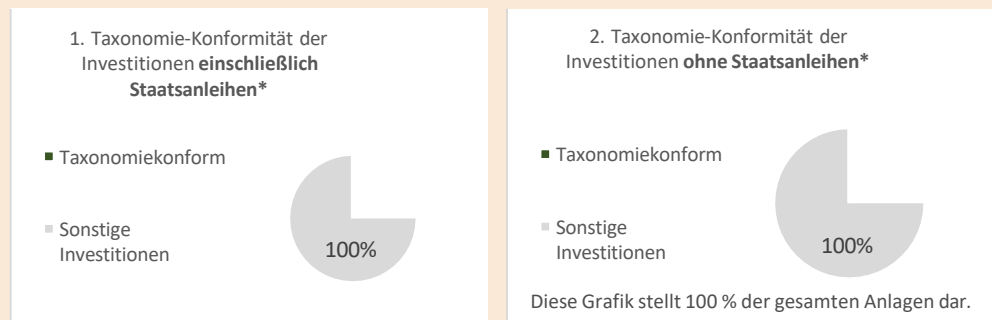 1. Taxonomie-Konformität der
Investitionen einschließlich
Staatsanleihen*
Taxonomiekonform
Sonstige
Investitionen
100%
2. Taxonomie-Konformität der
Investitionen ohne Staatsanleihen*
Taxonomiekonform
Sonstige
Investitionen
100%
Diese Grafik stellt 100 % der gesamten Anlagen dar.